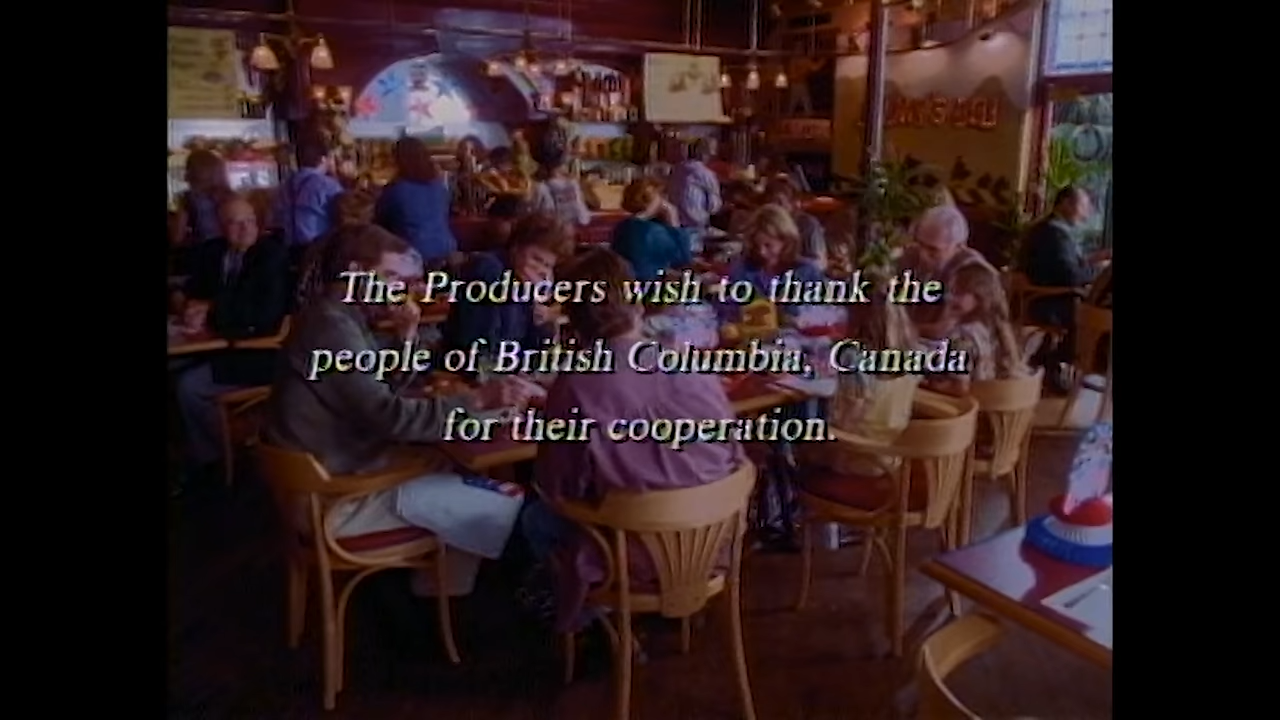 The Producers wish to thank the
people of British Columbia, Canada
for their cooperation.